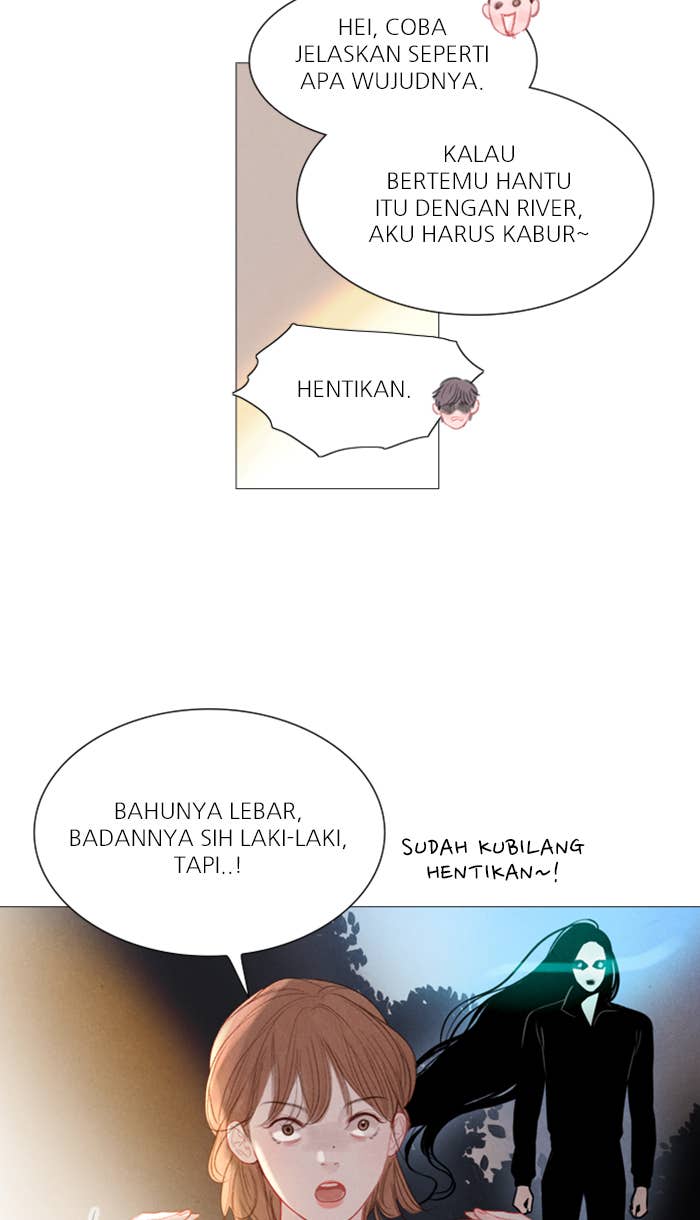 HEI, COBA
JELASKAN SEPERTI
APA WUJUDNYA.
KALAU
BERTEMU HANTU
ITU DENGAN RIVER,
AKU HARUS KABUR~
HENTIKAN.
BAHUNYA LEBAR,
BADANNYA SIH LAKI-LAKI,
TAPI..!
SUDAH KUBILANG
HENTIKAN~!